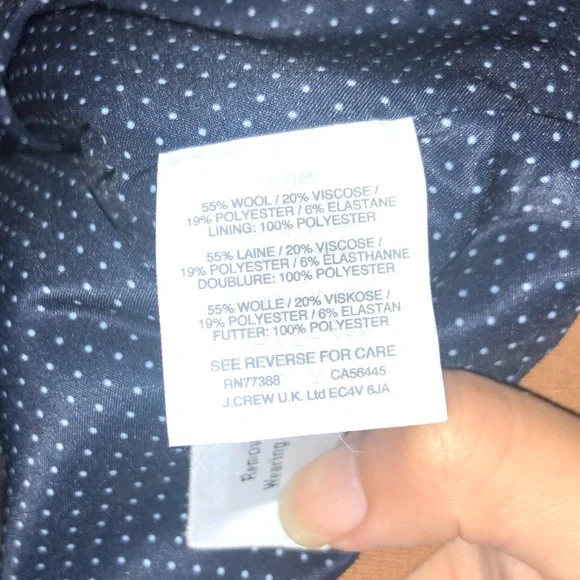 55% WOOL / 20% VISCOSE /
19% POLYESTER / 6% ELASTANE
LINING: 100% POLYESTER
55% LAINE / 20% VISCOSE /
19% POLYESTER / 6% ELASTHANNE
DOUBLURE: 100% POLYESTER
55% WOLLE / 20% VISKOSE /
19% POLYESTER / 6% ELASTAN
FUTTER: 100% POLYESTER
SEE REVERSE FOR CARE
RN77388 CA56445
J.CREW U.K. Ltd EC4V 6JA
Wearing